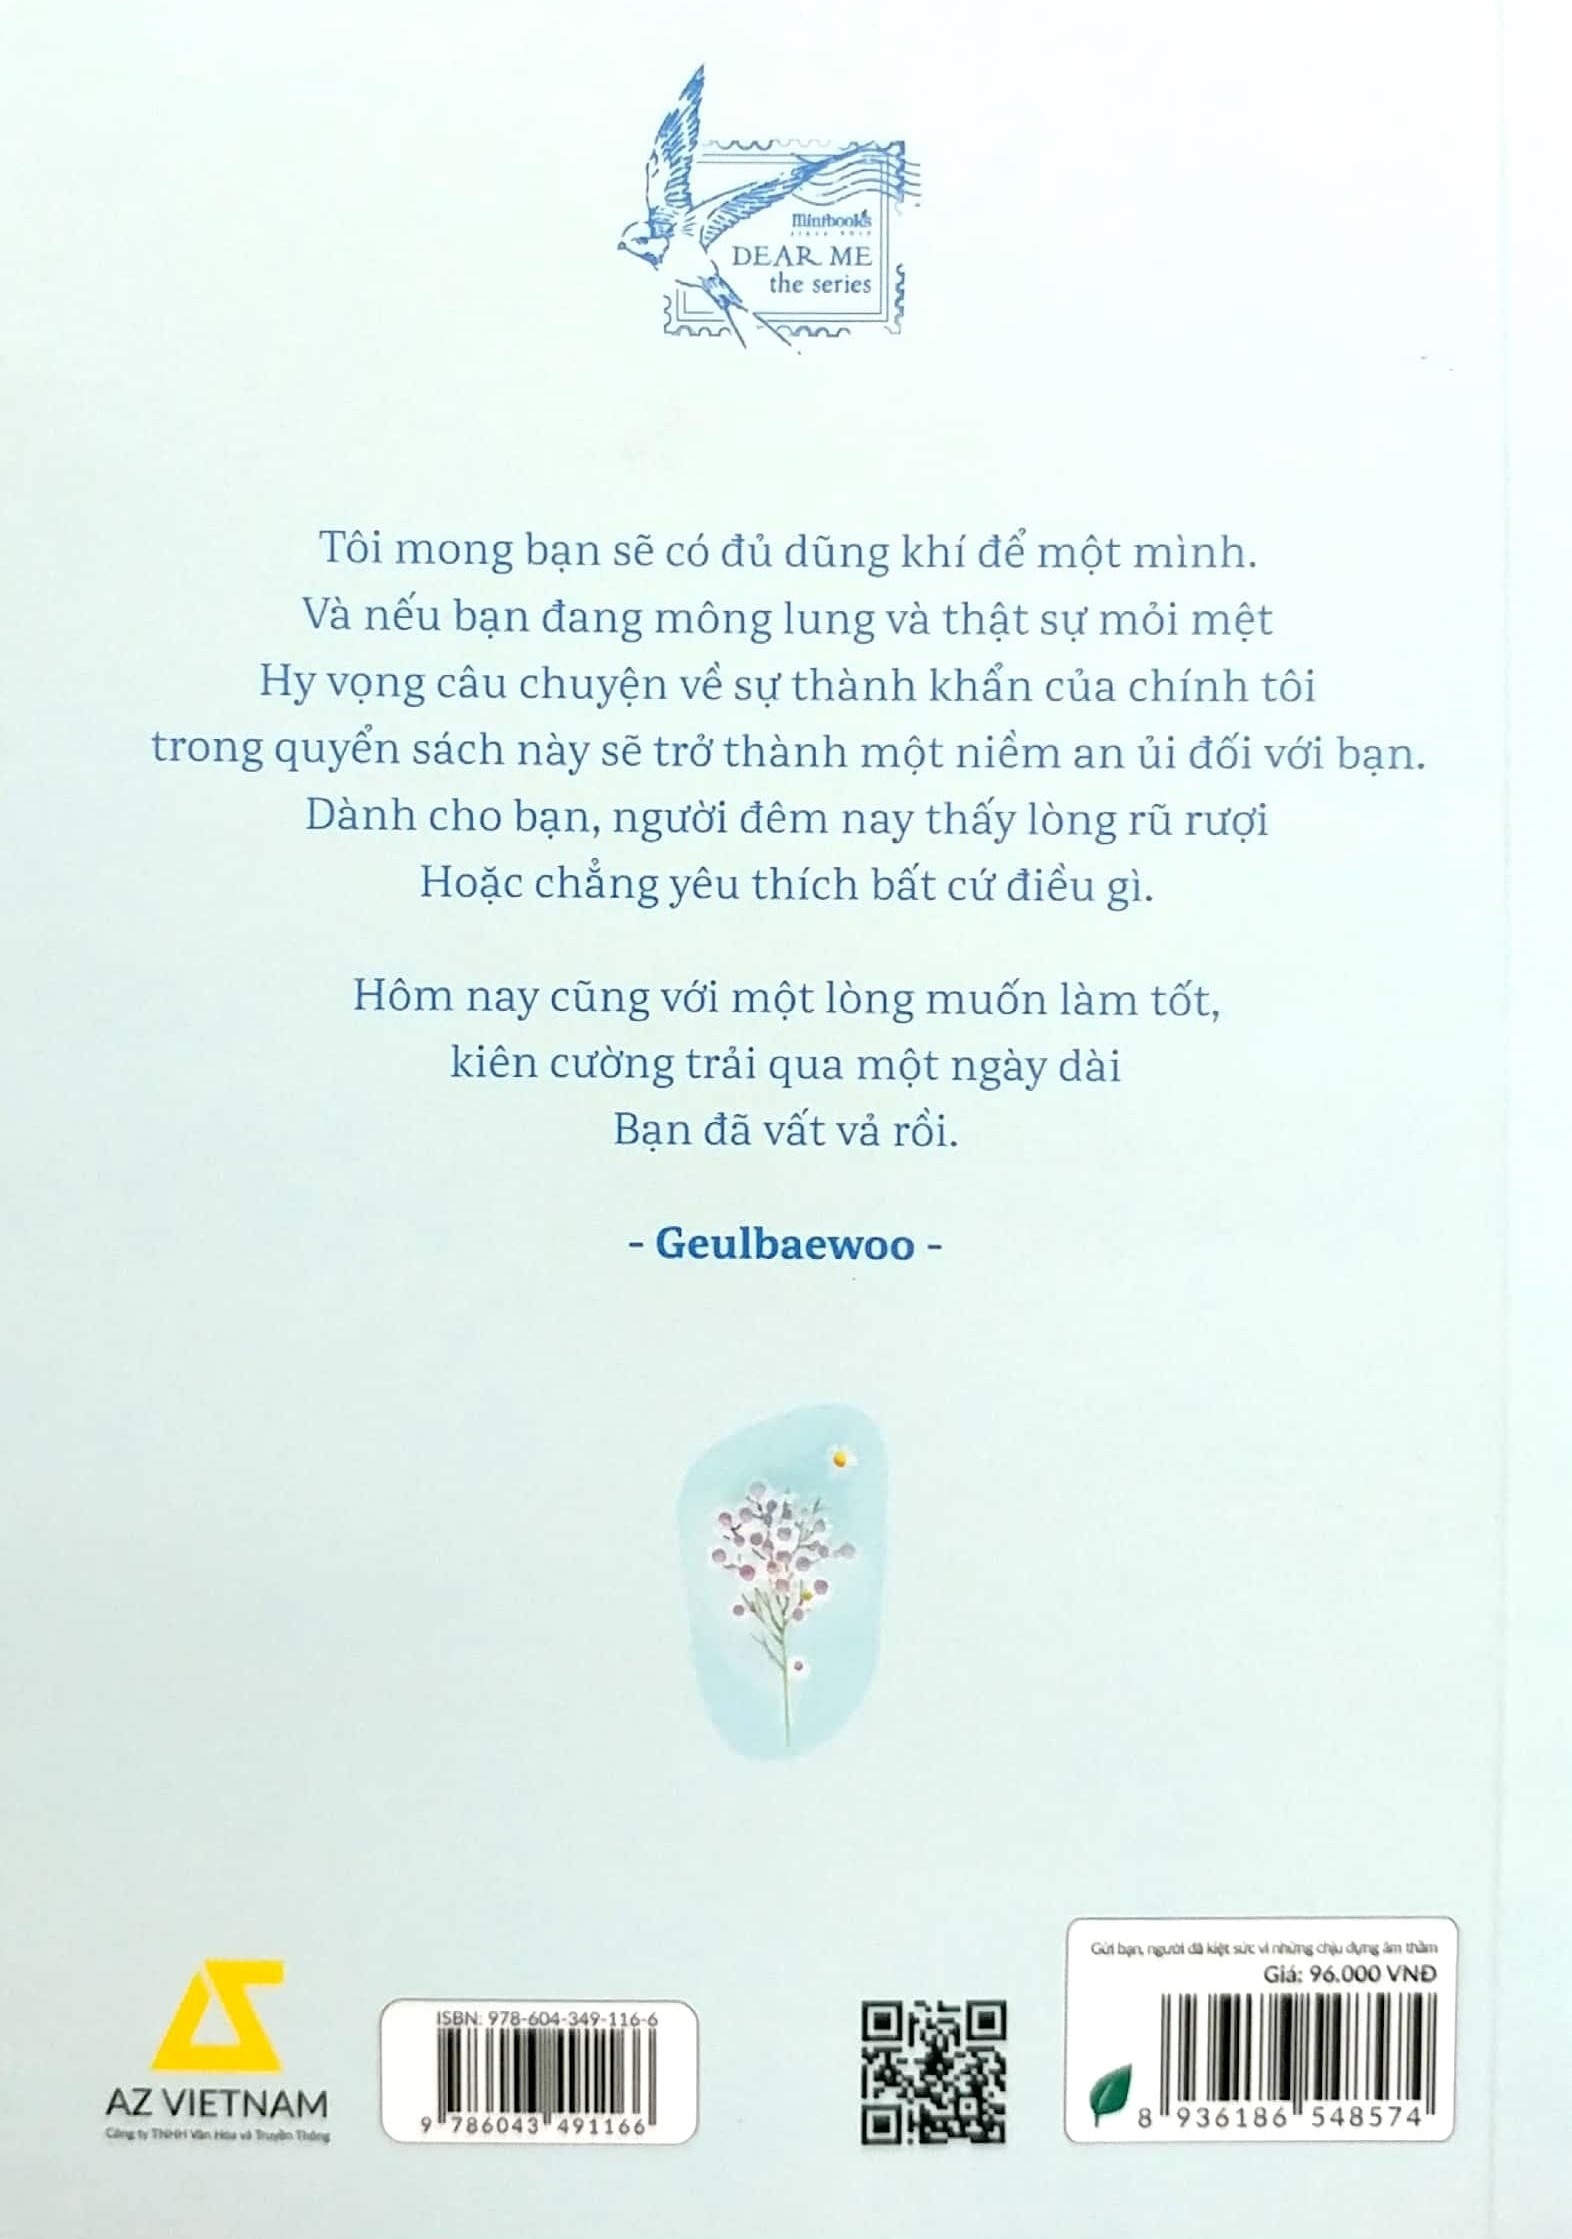 Minibooks
DEAR ME
the series
Tôi mong bạn sẽ có đủ dũng khí để một mình.
Và nếu bạn đang mông lung và thật sự mỏi mệt
Hy vọng câu chuyện về sự thành khẩn của chính tôi
trong quyển sách này sẽ trở thành một niềm an ủi đối với bạn.
Dành cho bạn, người đêm nay thấy lòng rũ rượi
Hoặc chẳng yêu thích bất cứ điều gì.
Hôm nay cũng với một lòng muốn làm tốt,
kiên cường trải qua một ngày dài
Bạn đã vất vả rồi.
- Geulbaewoo -
AZ VIETNAM
Công ty TNHH Văn Hóa và Truyền Thông
ISBN: 978-604-349-116-6
9 786043 491166
Gửi bạn, người đã kiệt sức vì những chịu đựng âm thầm
Giá: 96.000 VNĐ
8 936186 548574